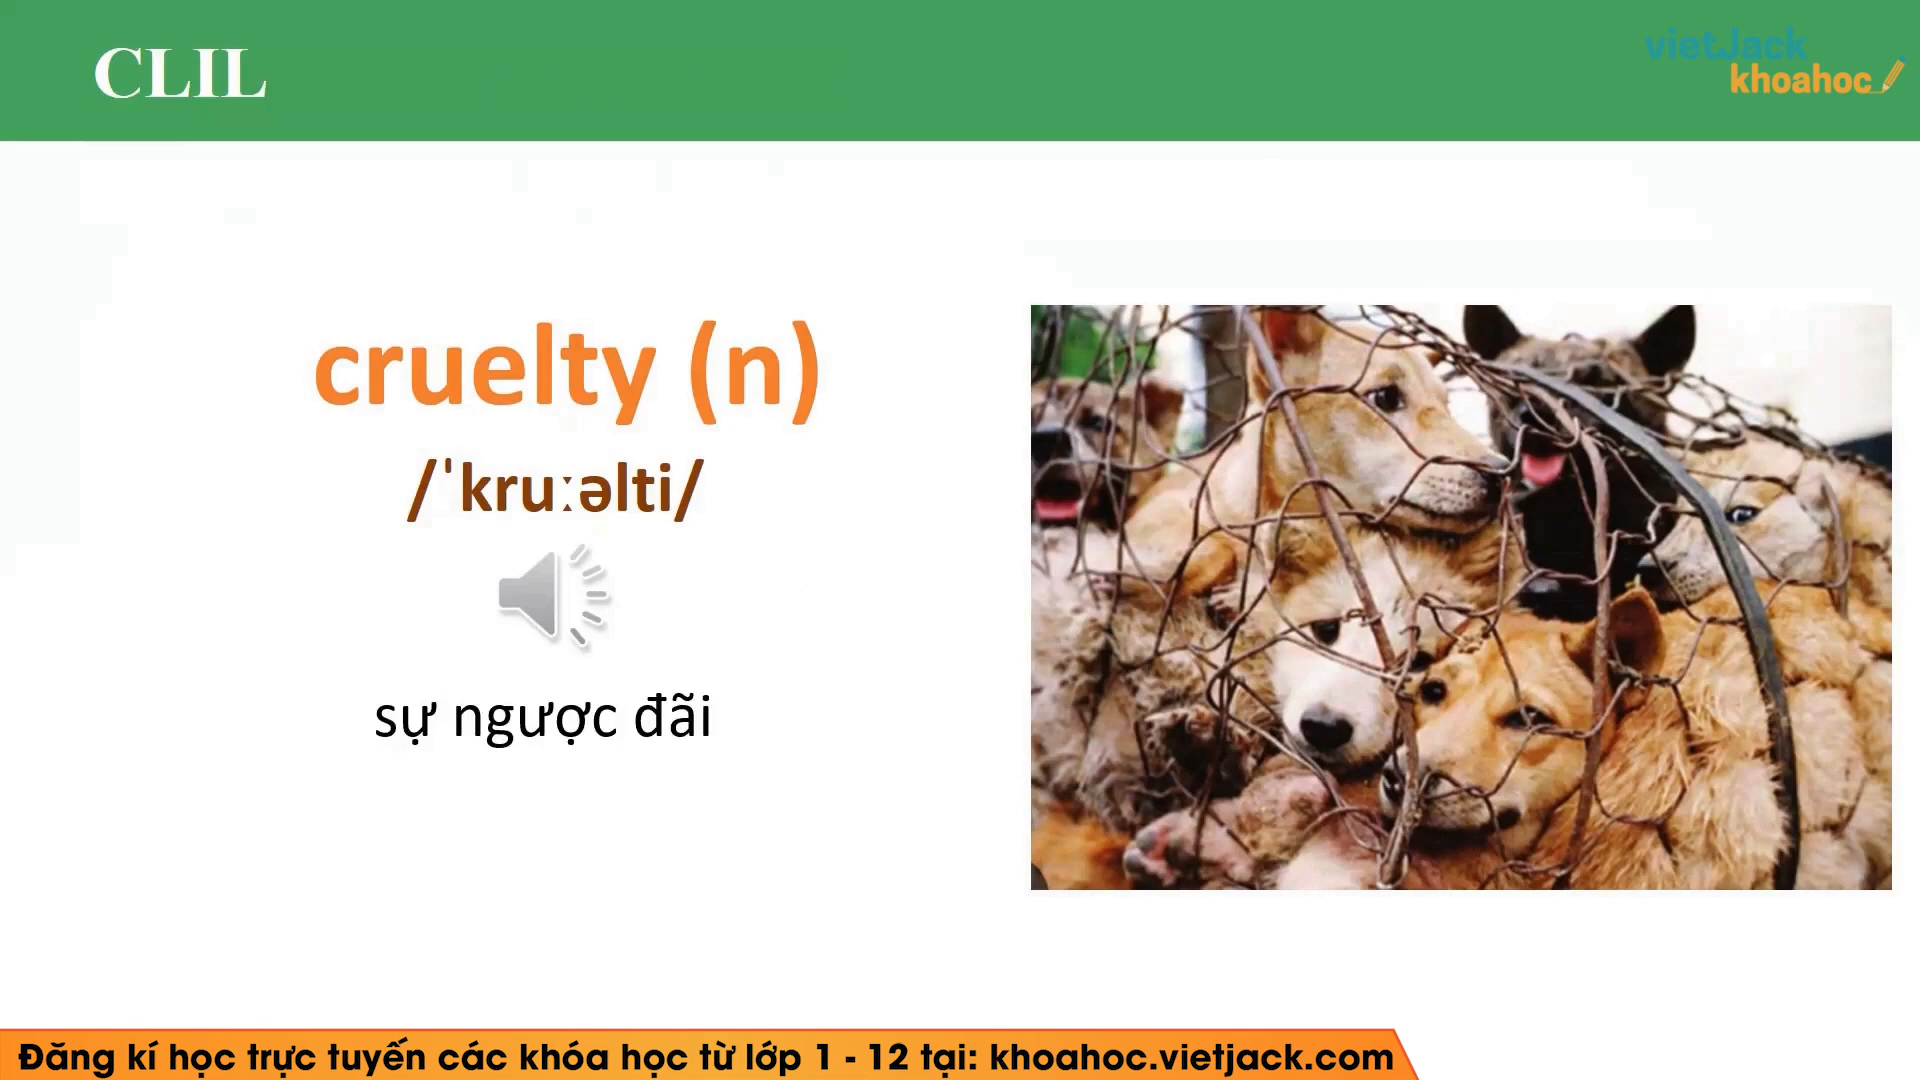 CLIL
vietJack
khoahoc
cruelty (n)
/ˈkruːəlti/
sự ngược đãi
Đăng kí học trực tuyến các khóa học từ lớp 1 - 12 tại: khoahoc.vietjack.com